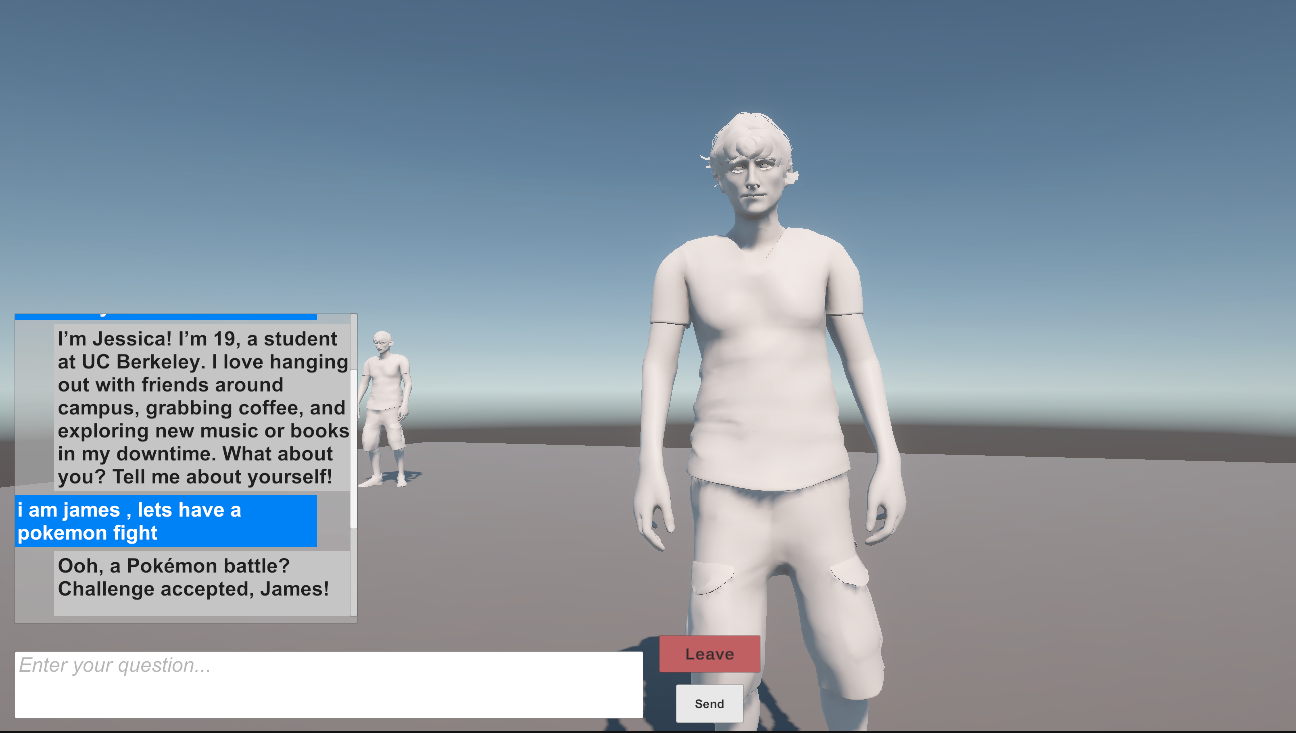 I’m Jessica! I’m 19, a student
at UC Berkeley. I love hanging
out with friends around
campus, grabbing coffee, and
exploring new music or books
in my downtime. What about
you? Tell me about yourself!
i am james , lets have a
pokemon fight
Ooh, a Pokémon battle?
Challenge accepted, James!
Enter your question...
Leave
Send